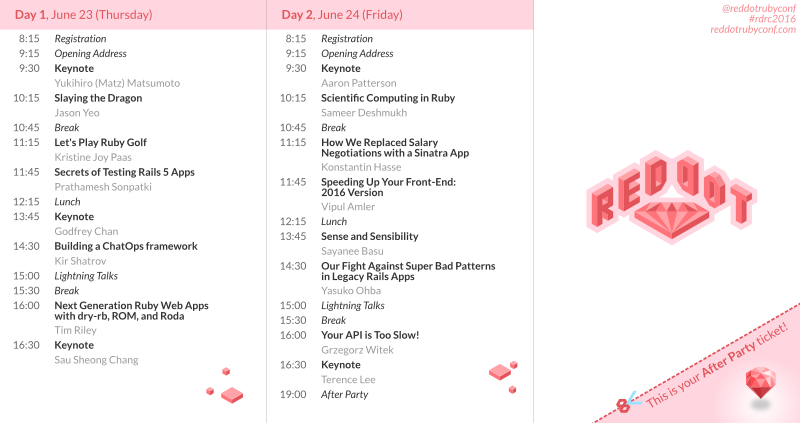 Day 1, June 23 (Thursday)
8:15 Registration
9:15 Opening Address
9:30 Keynote
Yukihiro (Matz) Matsumoto
10:15 Slaying the Dragon
Jason Yeo
10:45 Break
11:15 Let's Play Ruby Golf
Kristine Joy Paas
11:45 Secrets of Testing Rails 5 Apps
Prathamesh Sonpatki
12:15 Lunch
13:45 Keynote
Godfrey Chan
14:30 Building a ChatOps framework
Kir Shatrov
15:00 Lightning Talks
15:30 Break
16:00 Next Generation Ruby Web Apps
with dry-rb, ROM, and Roda
Tim Riley
16:30 Keynote
Sau Sheong Chang
Day 2, June 24 (Friday)
8:15 Registration
9:15 Opening Address
9:30 Keynote
Aaron Patterson
10:15 Scientific Computing in Ruby
Sameer Deshmukh
10:45 Break
11:15 How We Replaced Salary
Negotiations with a Sinatra App
Konstantin Hasse
11:45 Speeding Up Your Front-End:
2016 Version
Vipul Amler
12:15 Lunch
13:45 Sense and Sensibility
Sayanee Basu
14:30 Our Fight Against Super Bad Patterns
in Legacy Rails Apps
Yasuko Ohba
15:00 Lightning Talks
15:30 Break
16:00 Your API is Too Slow!
Grzegorz Witek
16:30 Keynote
Terence Lee
19:00 After Party
@reddotrubyconf
#rdrc2016
reddotrubyconf.com
REDDOT
This is your After Party ticket!